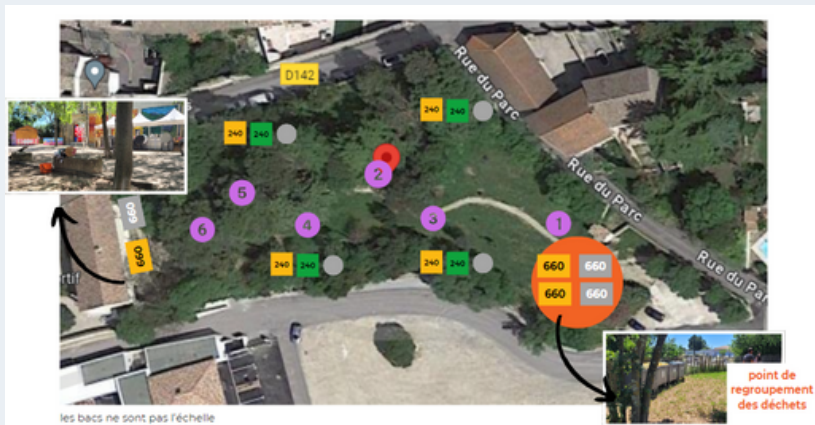 D142
Rue du Parc
240 240
240 240
Rue du Parc
5
2
6
4
3
1
660
660
240 240
240 240
660 660
660 660
Rue du Pa
point de
regroupement
des déchets
les bacs ne sont pas l'échelle